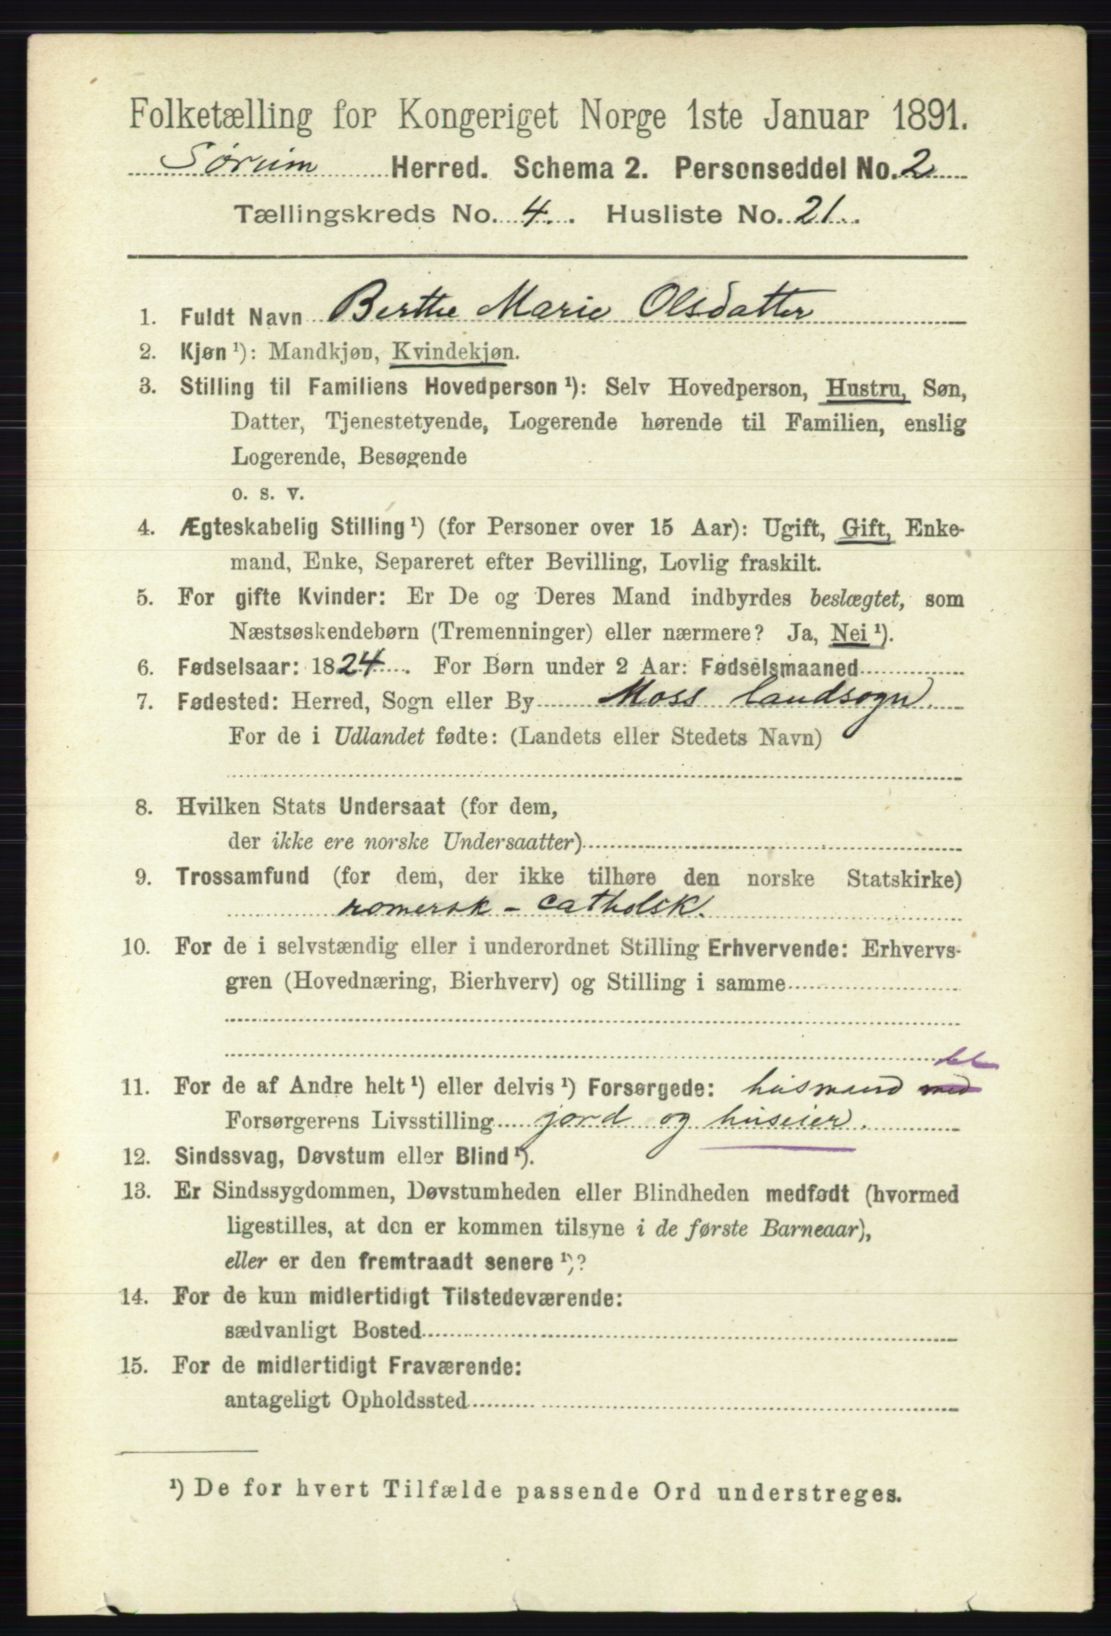 Folketælling for Kongeriget Norge 1ste Januar 1891.
Sørum Herred. Schema 2. Personseddel No. 2
Tællingskreds No. 4. Husliste No. 21.
1. Fuldt Navn Berthe Marie Olsdatter
2. Kjøn ¹): Mandkjøn, Kvindekjøn.
3. Stilling til Familiens Hovedperson ¹): Selv Hovedperson, Hustru, Søn,
Datter, Tjenestetyende, Logerende hørende til Familien, enslig
Logerende, Besøgende
o. s. v.
4. Ægteskabelig Stilling ¹) (for Personer over 15 Aar): Ugift, Gift, Enke-
mand, Enke, Separeret efter Bevilling, Lovlig fraskilt.
5. For gifte Kvinder: Er De og Deres Mand indbyrdes beslægtet, som
Næstsøskendebørn (Tremenninger) eller nærmere? Ja, Nei ¹).
6. Fødselsaar: 1824. For Børn under 2 Aar: Fødselsmaaned
7. Fødested: Herred, Sogn eller By Moss landsogn.
For de i Udlandet fødte: (Landets eller Stedets Navn)
8. Hvilken Stats Undersaat (for dem,
der ikke ere norske Undersaatter)
9. Trossamfund (for dem, der ikke tilhøre den norske Statskirke)
romersk - catholsk.
10. For de i selvstændig eller i underordnet Stilling Erhvervende: Erhvervs-
gren (Hovednæring, Bierhverv) og Stilling i samme
11. For de af Andre helt ¹) eller delvis ¹) Forsørgede: husmand med
Forsørgerens Livsstilling jord og huseier.
12. Sindssvag, Døvstum eller Blind ¹).
13. Er Sindssygdommen, Døvstumheden eller Blindheden medfødt (hvormed
ligestilles, at den er kommen tilsyne i de første Barneaar),
eller er den fremtraadt senere ¹)?
14. For de kun midlertidigt Tilstedeværende:
sædvanligt Bosted
15. For de midlertidigt Fraværende:
antageligt Opholdssted
¹) De for hvert Tilfælde passende Ord understreges.